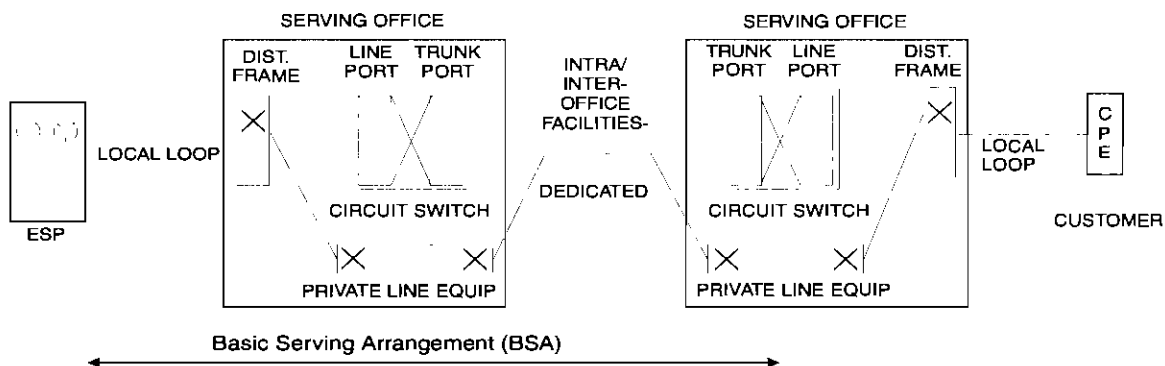 SERVING OFFICE
DIST.
FRAME
LINE
PORT
TRUNK
PORT
LOCAL LOOP
ESP
CIRCUIT SWITCH
PRIVATE LINE EQUIP
INTRA/
INTER-
OFFICE
FACILITIES-
DEDICATED
SERVING OFFICE
TRUNK
PORT
LINE
PORT
DIST.
FRAME
CIRCUIT SWITCH
PRIVATE LINE EQUIP
LOCAL
LOOP
CPE
CUSTOMER
Basic Serving Arrangement (BSA)